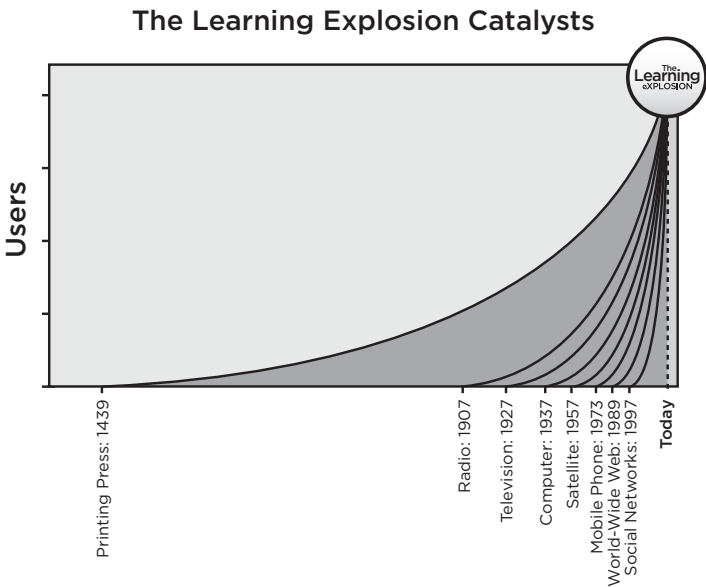 The Learning Explosion Catalysts
The
Learning
eXPLOSION
Users
Printing Press: 1439
Radio: 1907
Television: 1927
Computer: 1937
Satellite: 1957
Mobile Phone: 1973
World-Wide Web: 1989
Social Networks: 1997
Today